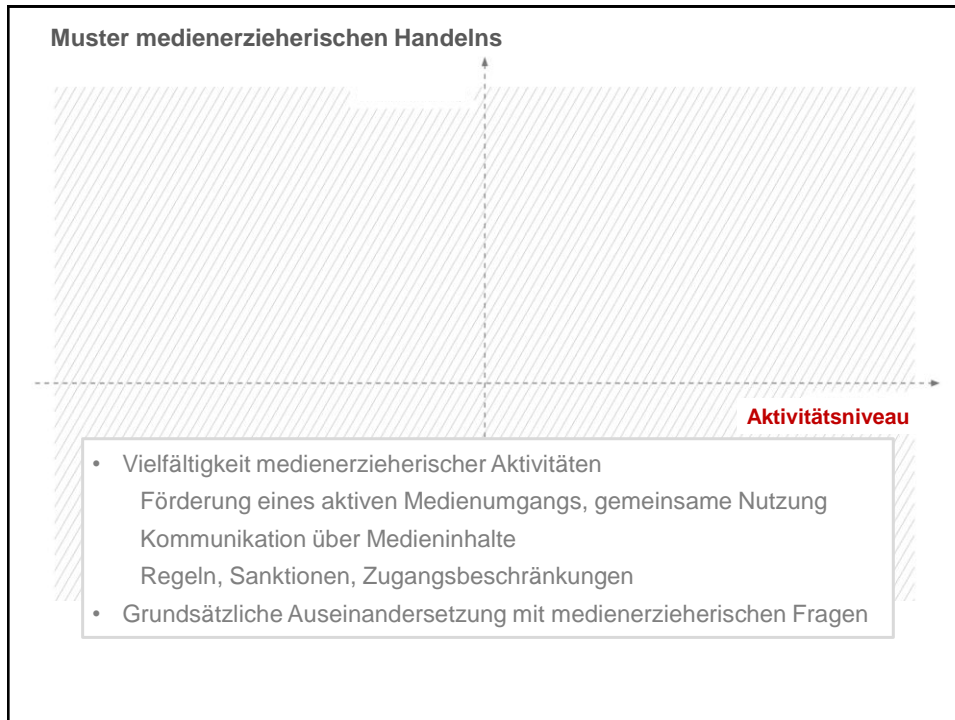 Muster medienerzieherischen Handelns
Aktivitätsniveau
• Vielfältigkeit medienerzieherischer Aktivitäten
Förderung eines aktiven Medienumgangs, gemeinsame Nutzung
Kommunikation über Medieninhalte
Regeln, Sanktionen, Zugangsbeschränkungen
• Grundsätzliche Auseinandersetzung mit medienerzieherischen Fragen